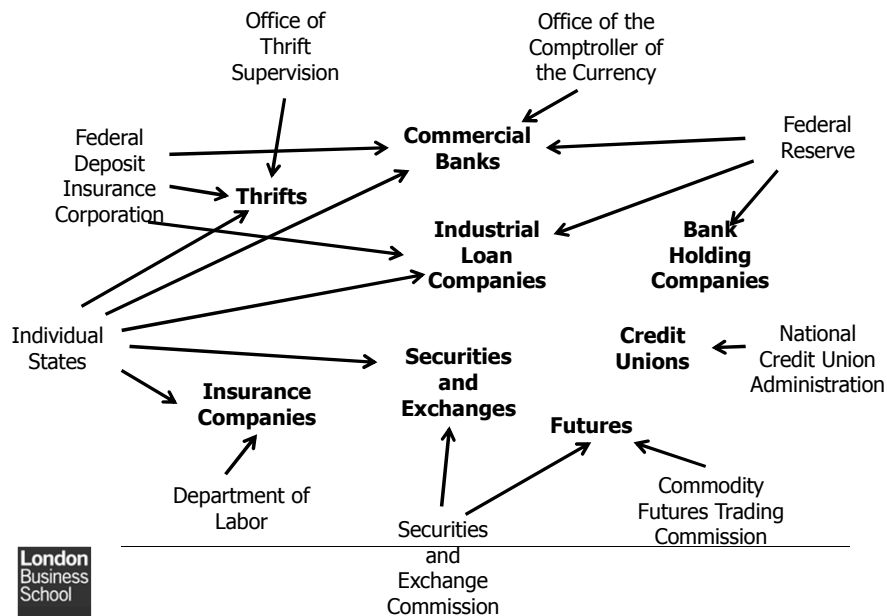 Office of
Thrift
Supervision
Office of the
Comptroller of
the Currency
Federal
Deposit
Insurance
Corporation
Commercial
Banks
Federal
Reserve
Thrifts
Industrial
Loan
Companies
Bank
Holding
Companies
Individual
States
Credit
Unions
National
Credit Union
Administration
Securities
and
Exchanges
Insurance
Companies
Futures
Department of
Labor
Commodity
Futures Trading
Commission
Securities
and
Exchange
Commission
London
Business
School